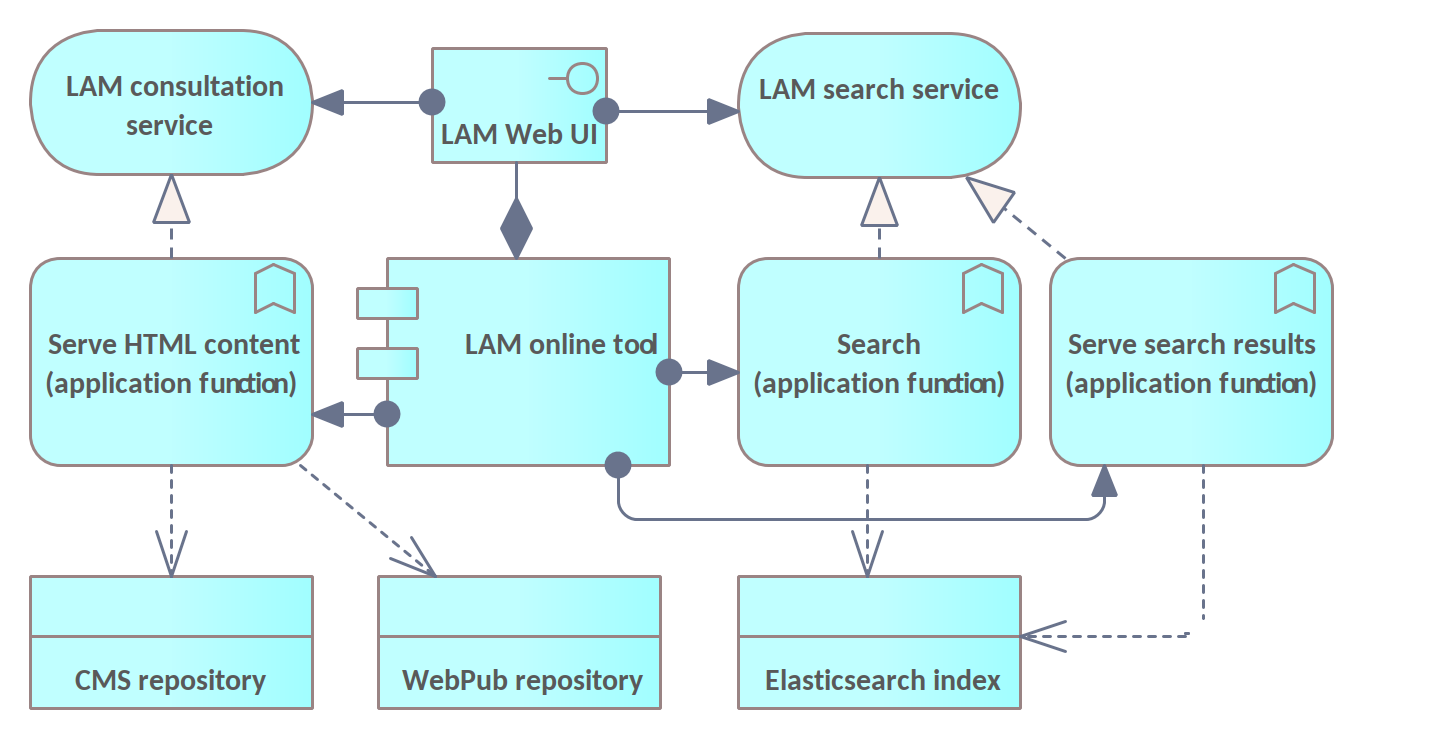 LAM consultation
service
LAM Web UI
LAM search service
Serve HTML content
(application function)
LAM online tool
Search
(application function)
Serve search results
(application function)
CMS repository
WebPub repository
Elasticsearch index